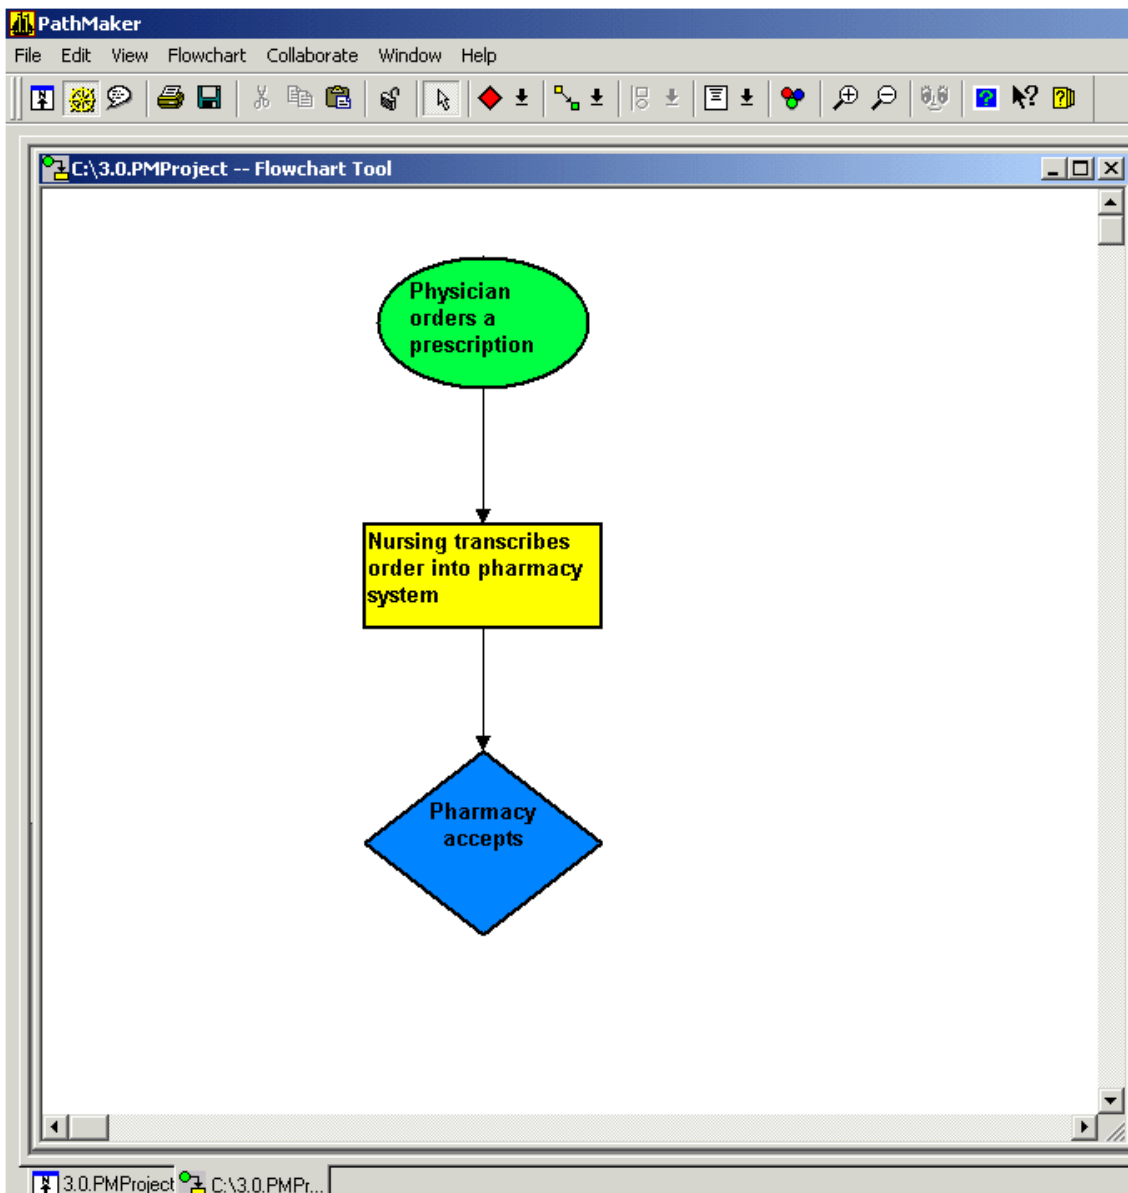 PathMaker
File Edit View Flowchart Collaborate Window Help
C:\3.0.PMProject -- Flowchart Tool
Physician
orders a
prescription
Nursing transcribes
order into pharmacy
system
Pharmacy
accepts
3.0.PMProject C:\3.0.PMPr...